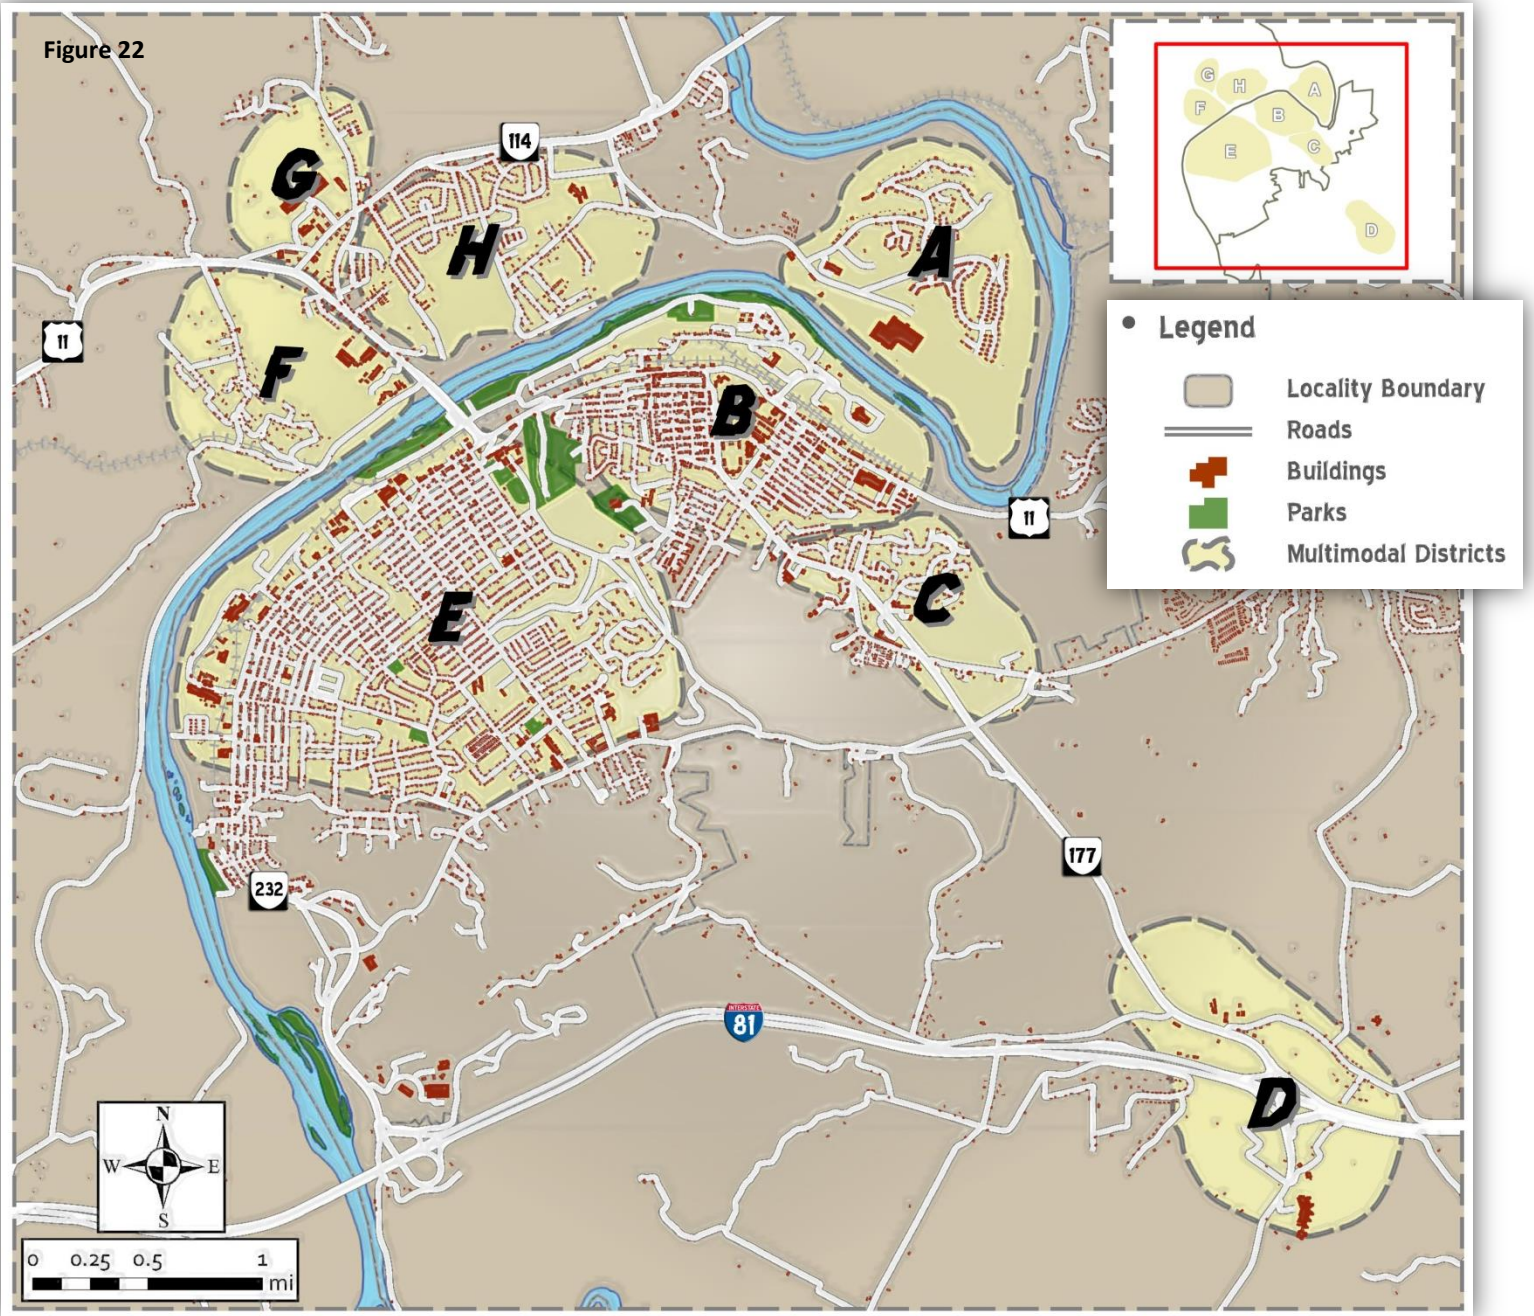 Figure 22
114
G
H
A
F
B
E
C
D
11
G
H
A
F
B
E
C
D
11
177
232
INTERSTATE
81
• Legend
Locality Boundary
Roads
Buildings
Parks
Multimodal Districts
N
W E
S
0 0.25 0.5 1
mi